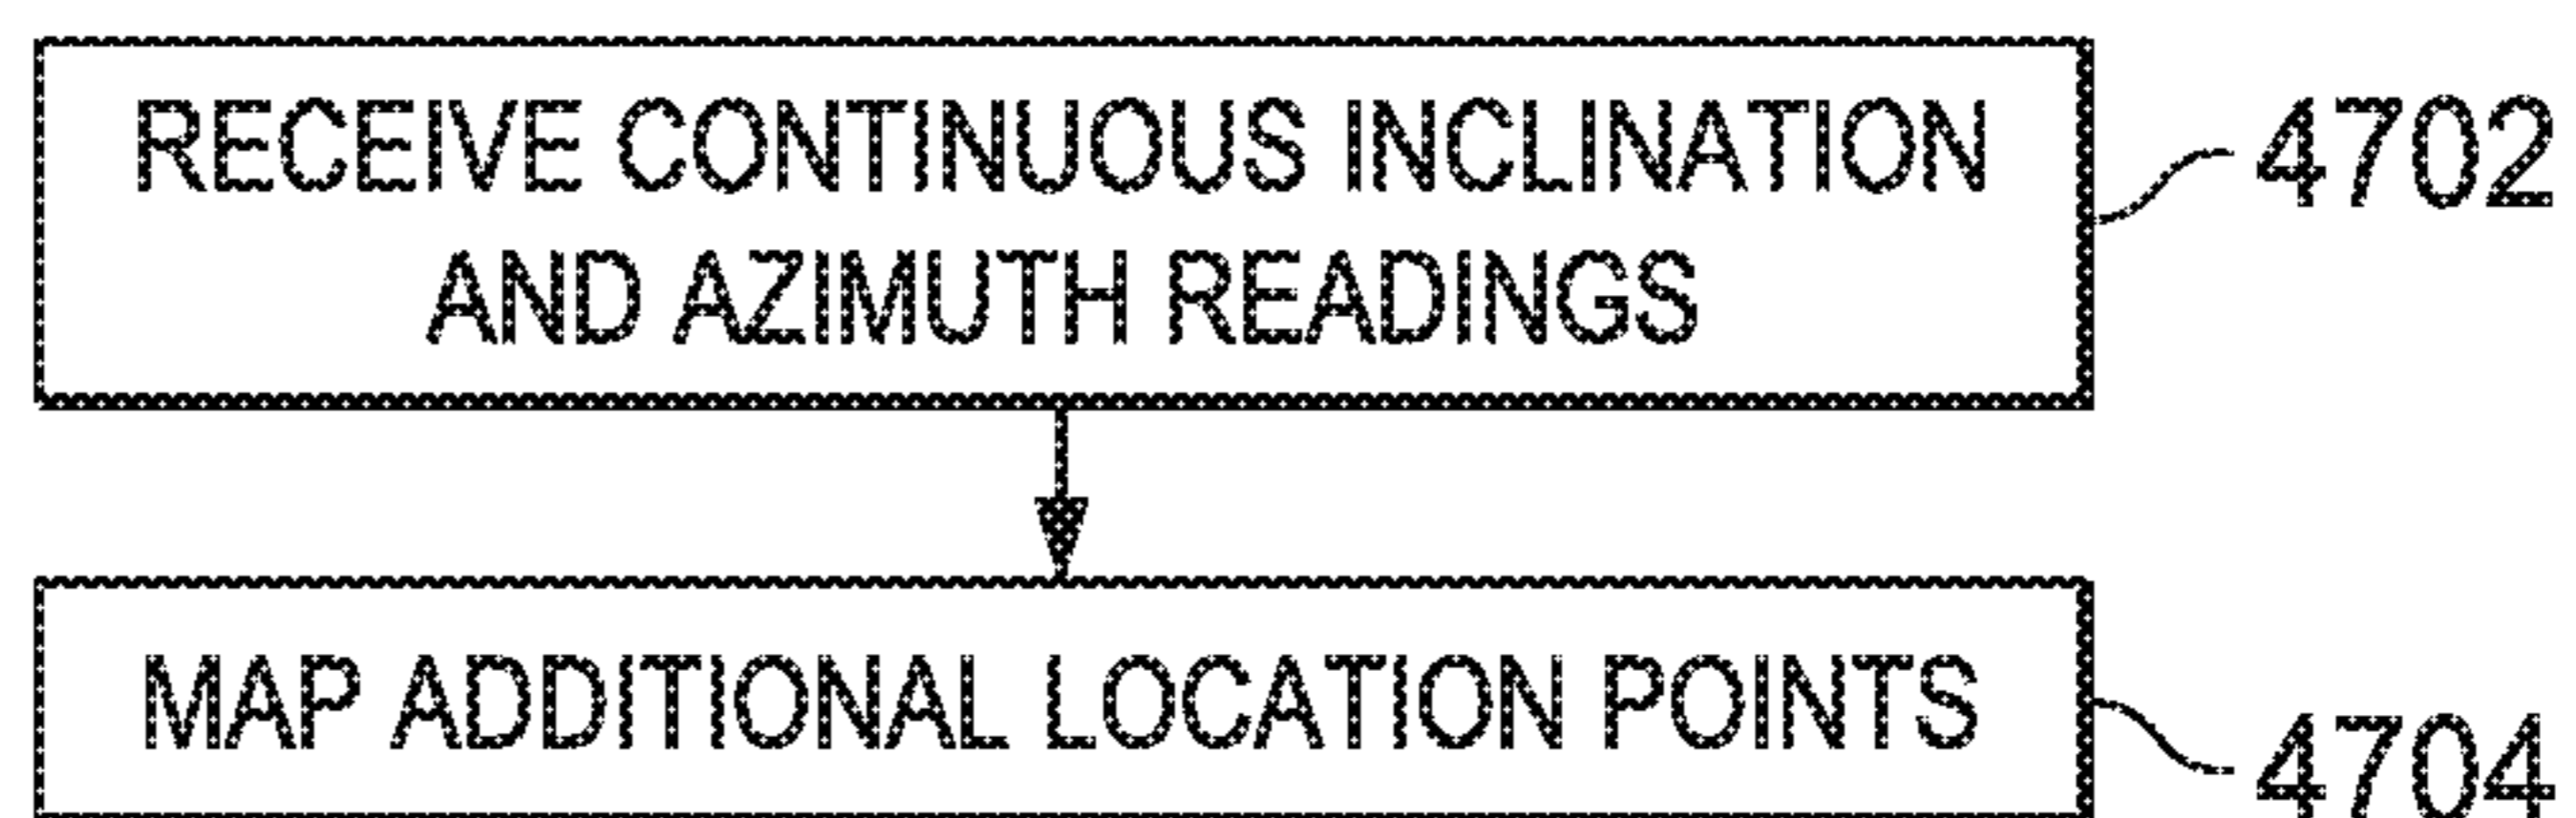 RECEIVE CONTINUOUS INCLINATION
AND AZIMUTH READINGS
4702
MAP ADDITIONAL LOCATION POINTS
4704